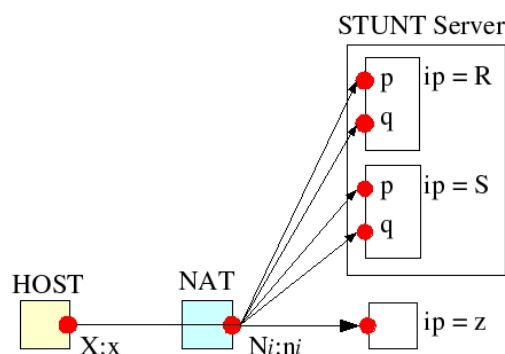 STUNT Server
p
ip = R
q
p
ip = S
q
HOST
NAT
X:x
Ni:ni
ip = z